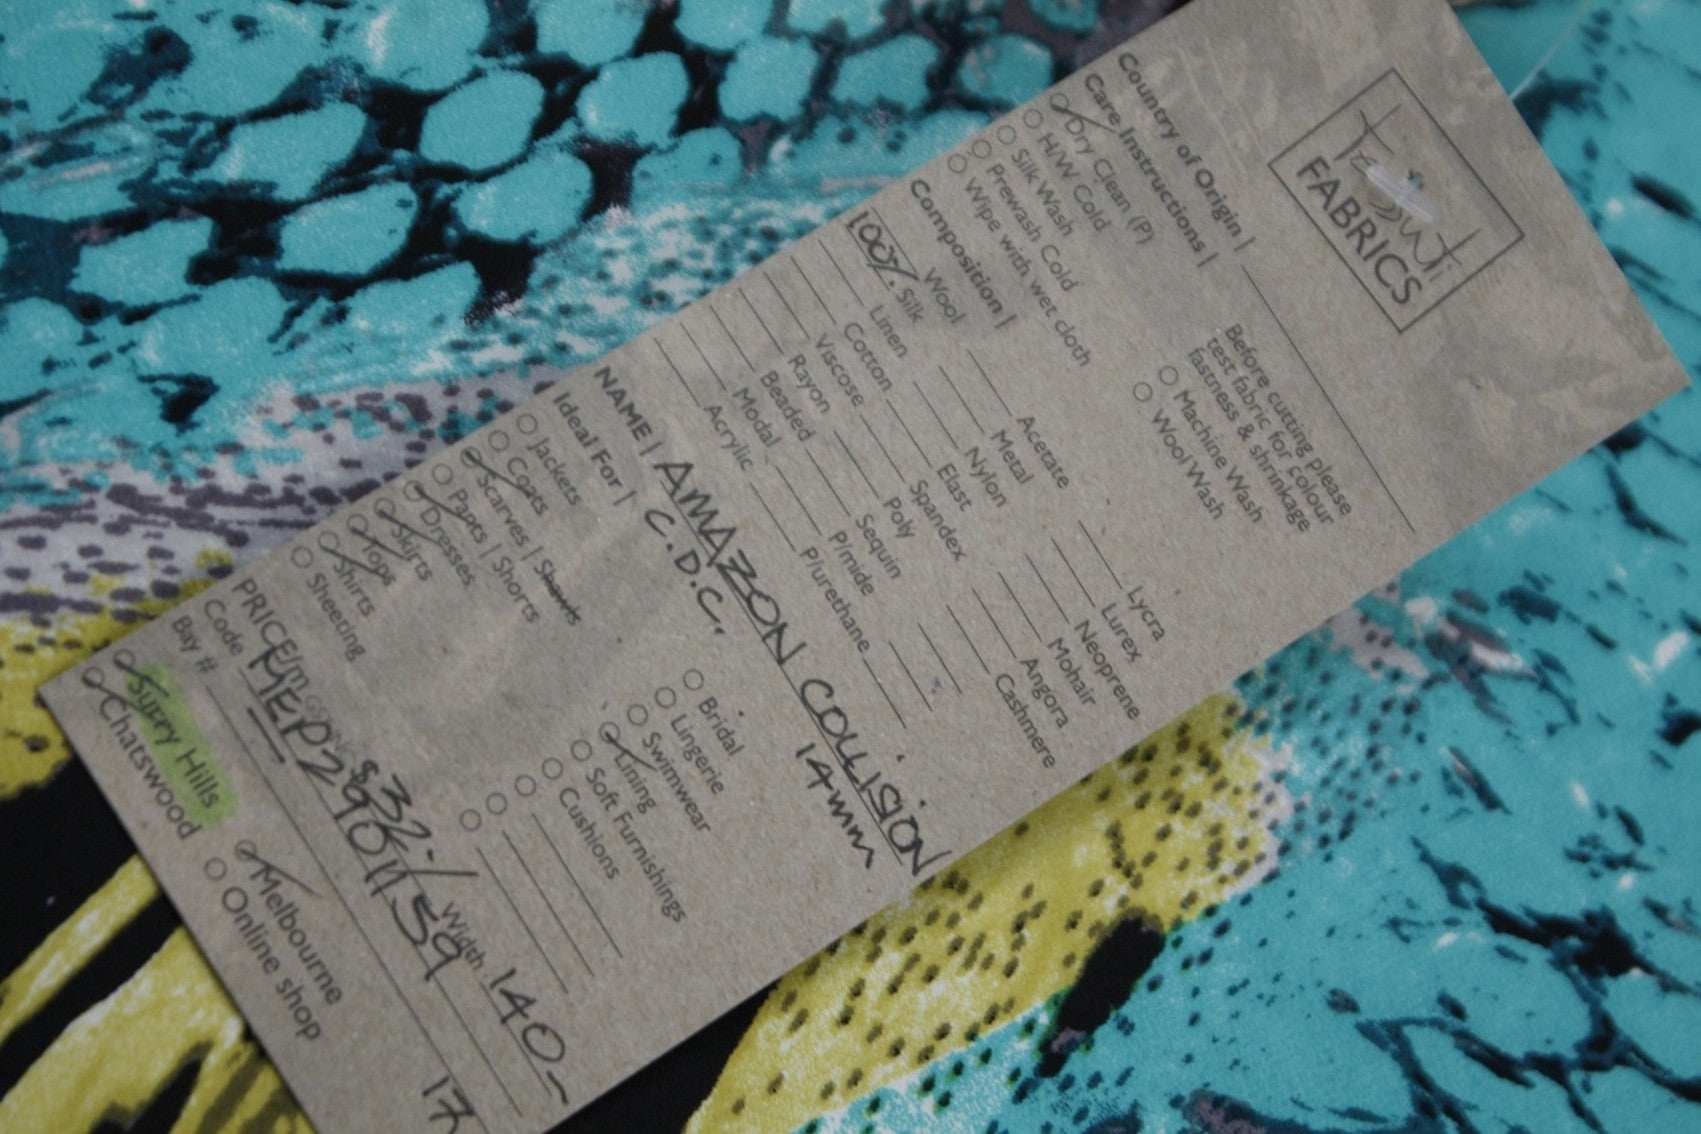 Tessuti
FABRICS
Country of Origin |
Care Instructions |
Dry Clean (P)
H/W Cold
Silk Wash
Prewash Cold
Wipe with wet cloth
Before cutting please
test fabric for colour
fastness & shrinkage
Machine Wash
Wool Wash
Composition |
Wool
100% Silk
Linen
Cotton
Viscose
Rayon
Beaded
Modal
Acrylic
Acetate
Metal
Nylon
Elast
Spandex
Poly
Sequin
P/mide
P/urethane
Lycra
Lurex
Neoprene
Mohair
Angora
Cashmere
NAME | AMAZON COLLISION
C.D.C. 14mm
Ideal For |
Jackets
Coats
Scarves | Shawls
Pants | Shorts
Dresses
Skirts
Tops
Shirts
Sheeting
Bridal
Lingerie
Swimwear
Lining
Soft Furnishings
Cushions
PRICE/m $32.- Width 140-
Code HEP2901159
Bay # 17
Surry Hills
Chatswood
Melbourne
Online shop